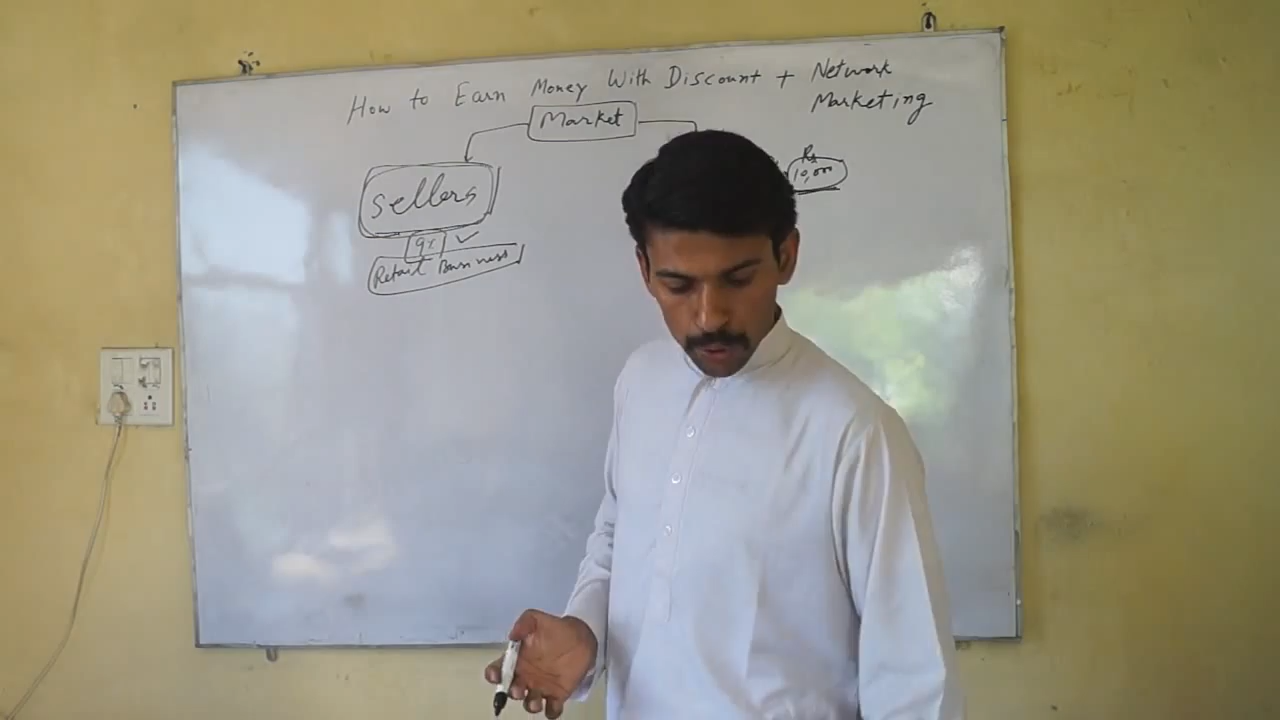 How to Earn Money With Discount + Network
Marketing
Market
Sellers
Rs
10,000
9%
Retail Business